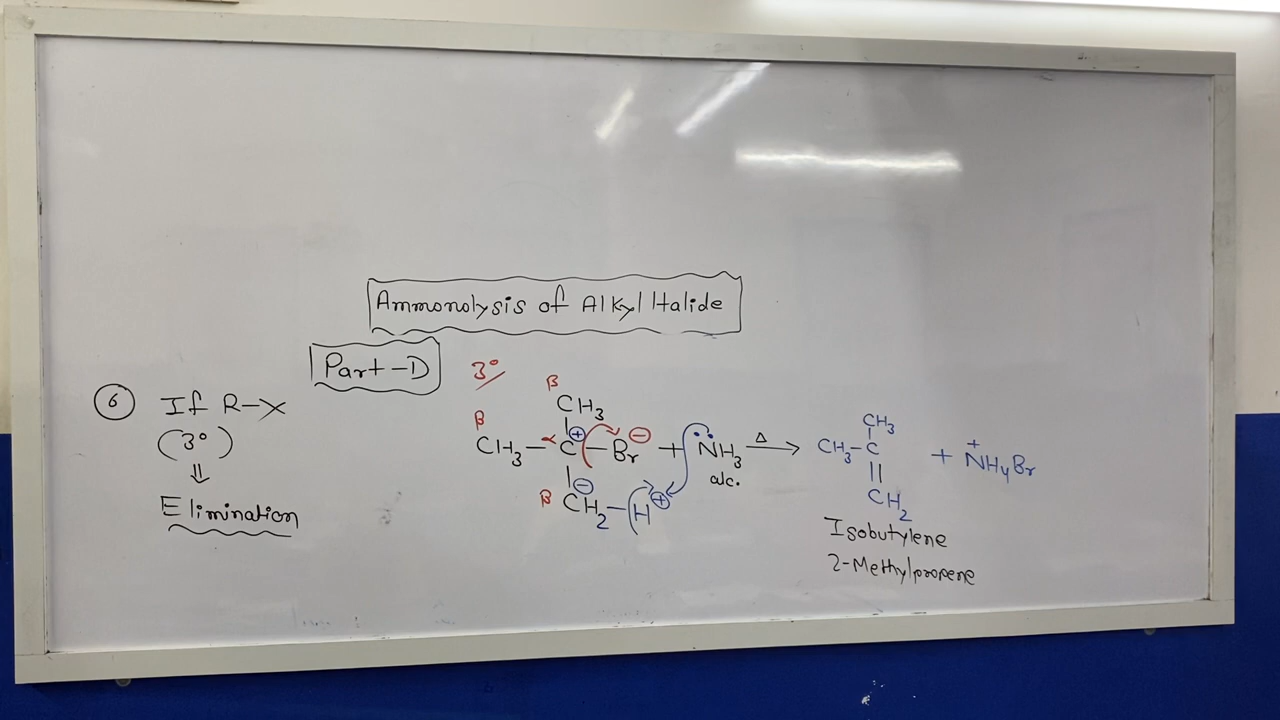 Ammonolysis of Alkyl Halide
Part-D
3°
⑥ If R-X
(3°)
⇓
Elimination
β
CH₃
β
|
CH₃-C-Br + N̈H₃ Δ→
α ⊕ ⊖
alc.
|
⊖
β CH₂-H ⊕
CH₃
|
CH₃-C
||
CH₂
+ N⁺H₄Br
Isobutylene
2-Methylpropene